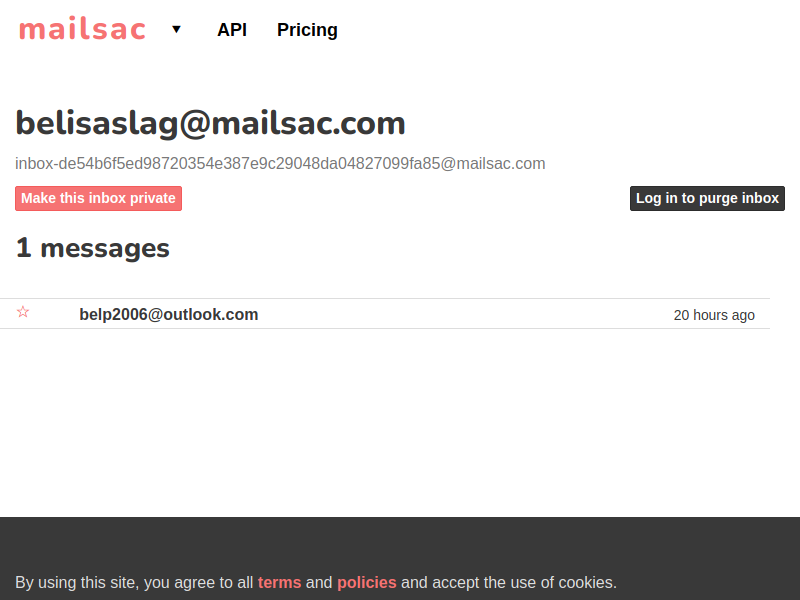 mailsac ▼ API Pricing
belisaslag@mailsac.com
inbox-de54b6f5ed98720354e387e9c29048da04827099fa85@mailsac.com
Make this inbox private Log in to purge inbox
1 messages
☆ belp2006@outlook.com 20 hours ago
By using this site, you agree to all terms and policies and accept the use of cookies.